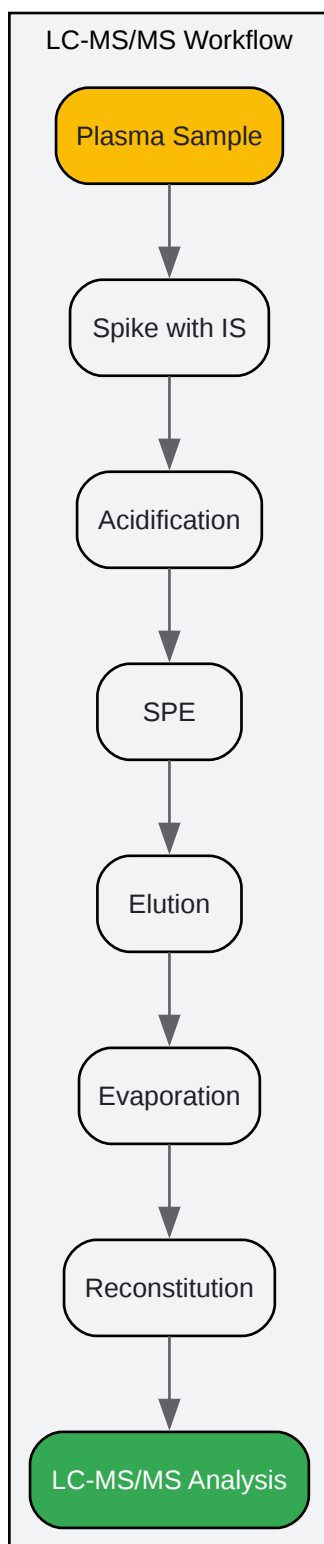 LC-MS/MS Workflow
Plasma Sample
Spike with IS
Acidification
SPE
Elution
Evaporation
Reconstitution
LC-MS/MS Analysis